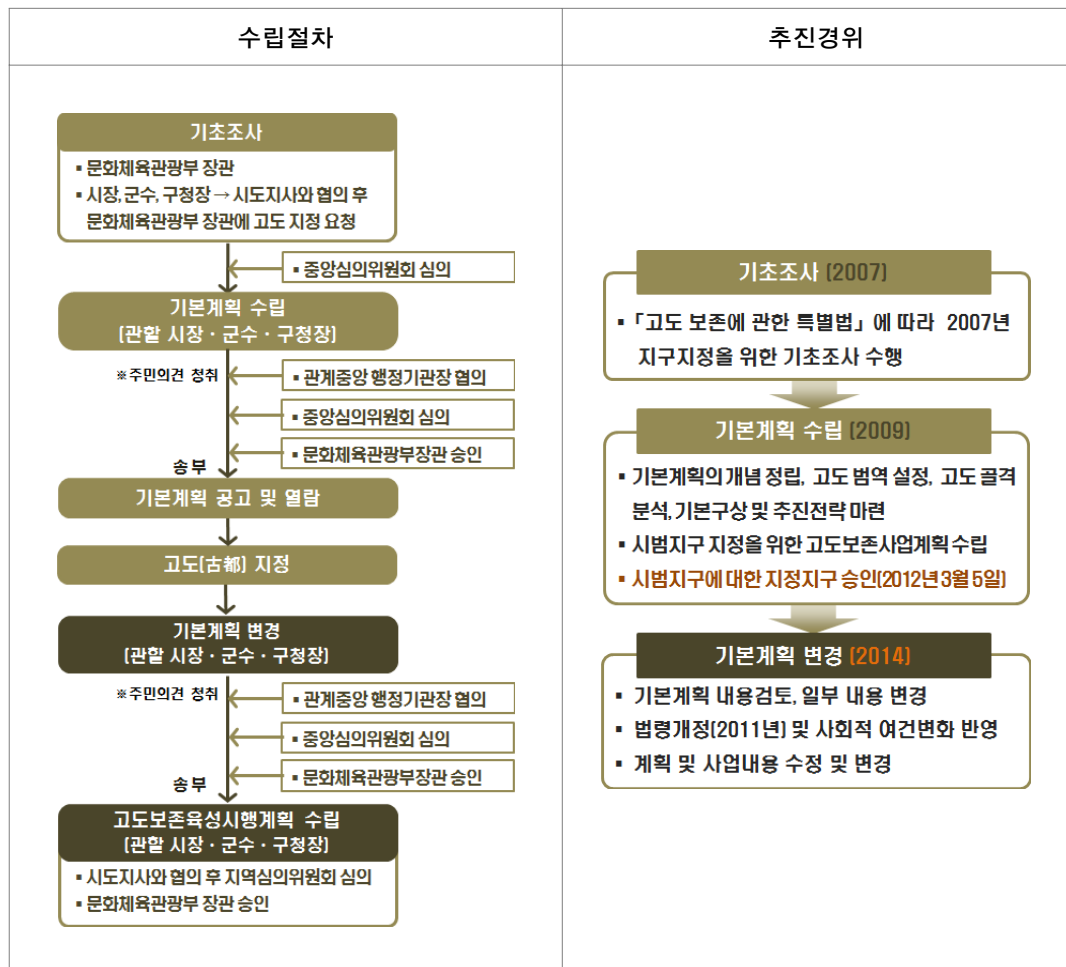 수립절차
추진경위
기초조사
▪ 문화체육관광부 장관
▪ 시장, 군수, 구청장 → 시도지사와 협의 후
문화체육관광부 장관에 고도 지정 요청
▪ 중앙심의위원회 심의
기본계획 수립
(관할 시장 · 군수 · 구청장)
※주민의견 청취
▪ 관계중앙 행정기관장 협의
▪ 중앙심의위원회 심의
▪ 문화체육관광부장관 승인
송부
기본계획 공고 및 열람
고도(古都) 지정
기본계획 변경
(관할 시장 · 군수 · 구청장)
※주민의견 청취
▪ 관계중앙 행정기관장 협의
▪ 중앙심의위원회 심의
▪ 문화체육관광부장관 승인
송부
고도보존육성시행계획 수립
(관할 시장 · 군수 · 구청장)
▪ 시도지사와 협의 후 지역심의위원회 심의
▪ 문화체육관광부 장관 승인
기초조사 (2007)
▪ 「고도 보존에 관한 특별법」에 따라 2007년
지구지정을 위한 기초조사 수행
기본계획 수립 (2009)
▪ 기본계획의 개념 정립, 고도 범역 설정, 고도 골격
분석, 기본구상 및 추진전략 마련
▪ 시범지구 지정을 위한 고도보존사업계획 수립
▪ 시범지구에 대한 지정지구 승인(2012년 3월 5일)
기본계획 변경 (2014)
▪ 기본계획 내용검토, 일부 내용 변경
▪ 법령개정(2011년) 및 사회적 여건변화 반영
▪ 계획 및 사업내용 수정 및 변경